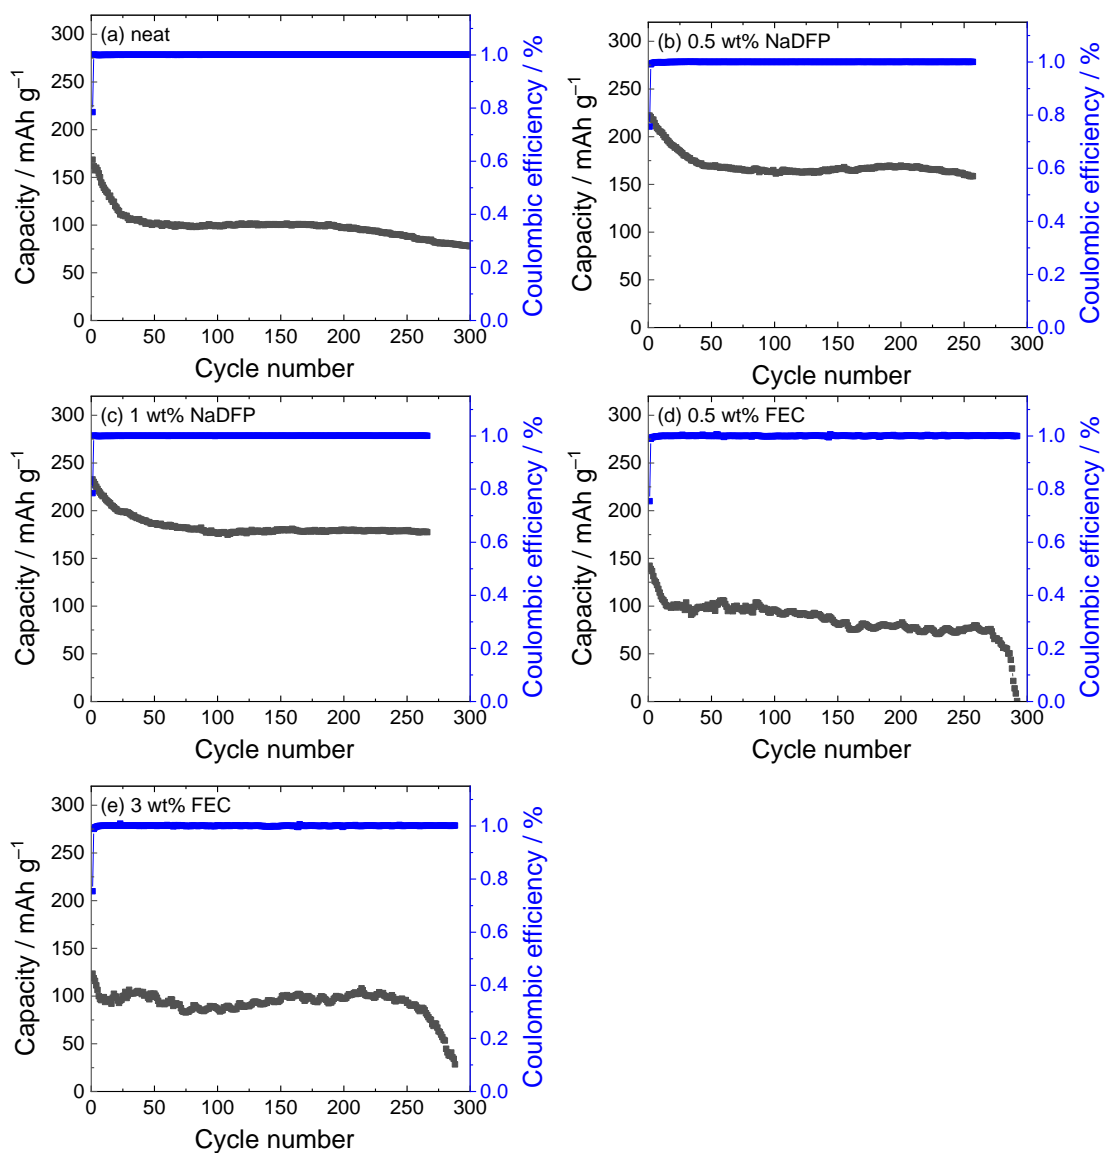 (a) neat
300
250
200
150
100
50
0
Capacity / mAh g⁻¹
1.0
0.8
0.6
0.4
0.2
0.0
Coulombic efficiency / %
0 50 100 150 200 250 300
Cycle number
(b) 0.5 wt% NaDFP
300
250
200
150
100
50
0
Capacity / mAh g⁻¹
1.0
0.8
0.6
0.4
0.2
0.0
Coulombic efficiency / %
0 50 100 150 200 250 300
Cycle number
(c) 1 wt% NaDFP
300
250
200
150
100
50
0
Capacity / mAh g⁻¹
1.0
0.8
0.6
0.4
0.2
0.0
Coulombic efficiency / %
0 50 100 150 200 250 300
Cycle number
(d) 0.5 wt% FEC
300
250
200
150
100
50
0
Capacity / mAh g⁻¹
1.0
0.8
0.6
0.4
0.2
0.0
Coulombic efficiency / %
0 50 100 150 200 250 300
Cycle number
(e) 3 wt% FEC
300
250
200
150
100
50
0
Capacity / mAh g⁻¹
1.0
0.8
0.6
0.4
0.2
0.0
Coulombic efficiency / %
0 50 100 150 200 250 300
Cycle number